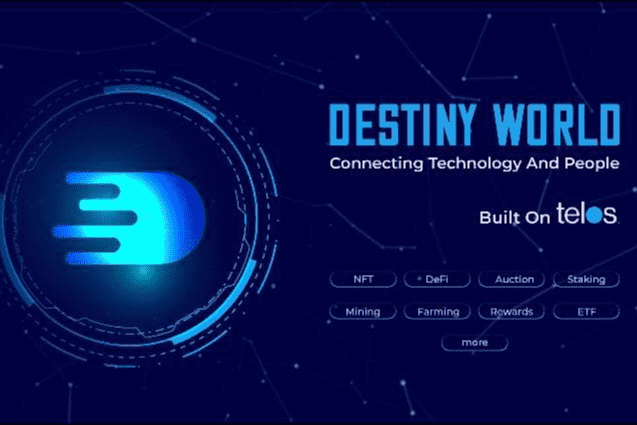 DESTINY WORLD
Connecting Technology And People
Built On telos
NFT DeFi Auction Staking
Mining Farming Rewards ETF
more